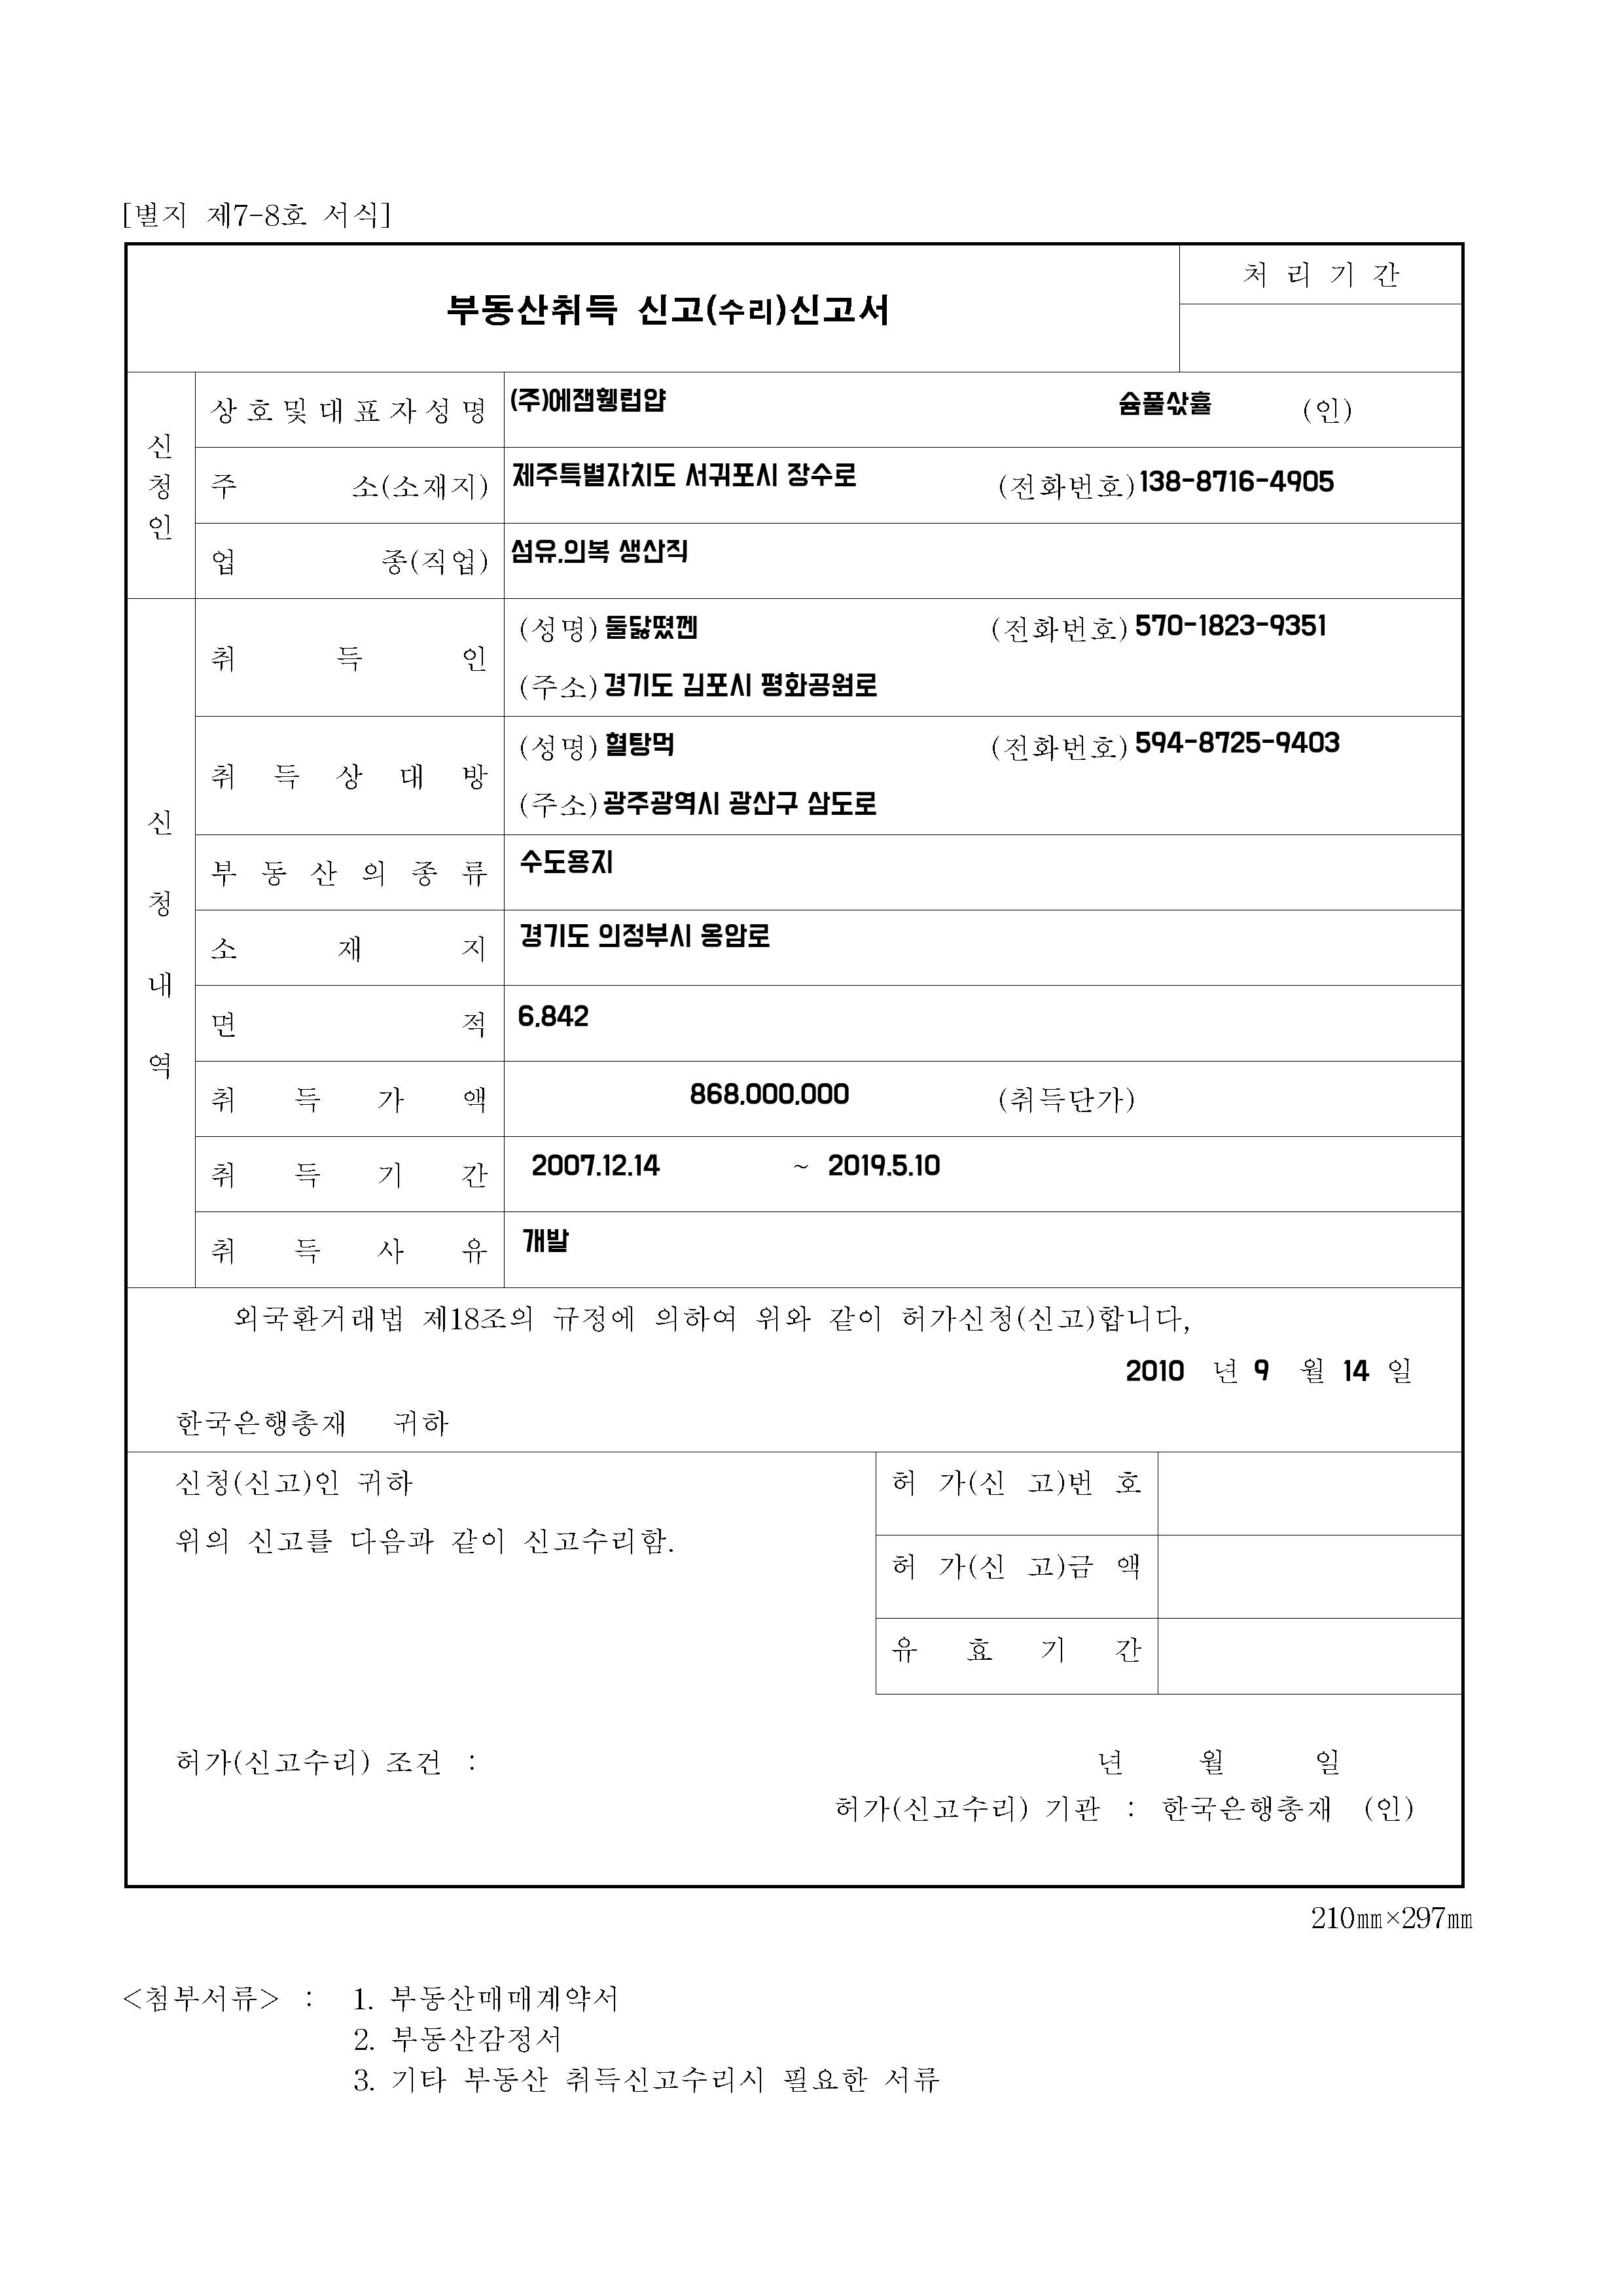 [별지 제7-8호 서식]
부동산취득 신고(수리)신고서
처 리 기 간
신청인
상호및대표자성명 (주)에잼휑럽얍 슘풀삯휼 (인)
주 소(소재지) 제주특별자치도 서귀포시 장수로 (전화번호) 138-8716-4905
업 종(직업) 섬유,의복 생산직
신청내역
취 득 인 (성명) 둘닳떴껜 (전화번호) 570-1823-9351
(주소) 경기도 김포시 평화공원로
취 득 상 대 방 (성명) 혈탕먹 (전화번호) 594-8725-9403
(주소) 광주광역시 광산구 삼도로
부 동 산 의 종 류 수도용지
소 재 지 경기도 의정부시 용암로
면 적 6,842
취 득 가 액 868,000,000 (취득단가)
취 득 기 간 2007.12.14 ~ 2019.5.10
취 득 사 유 개발
외국환거래법 제18조의 규정에 의하여 위와 같이 허가신청(신고)합니다,
2010 년 9 월 14 일
한국은행총재 귀하
신청(신고)인 귀하
위의 신고를 다음과 같이 신고수리함.
허 가(신 고)번 호
허 가(신 고)금 액
유 효 기 간
허가(신고수리) 조건 : 년 월 일
허가(신고수리) 기관 : 한국은행총재 (인)
210㎜×297㎜
<첨부서류> : 1. 부동산매매계약서
2. 부동산감정서
3. 기타 부동산 취득신고수리시 필요한 서류